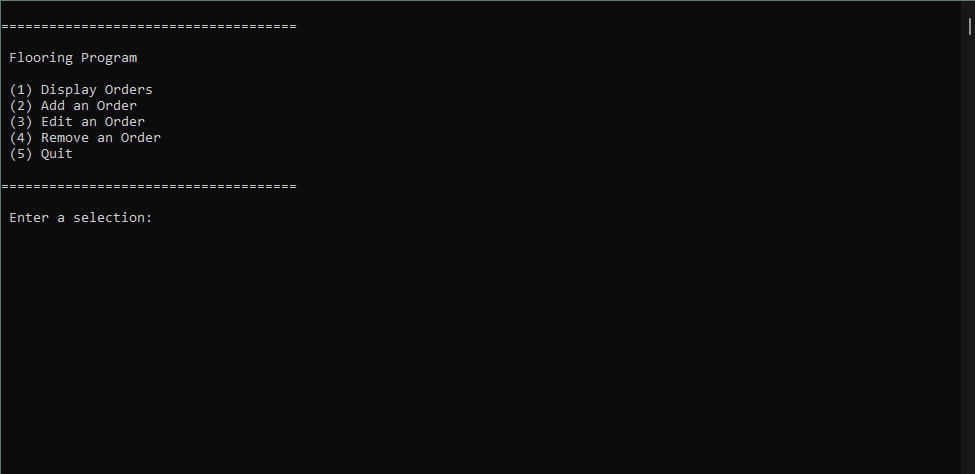 =====================================
Flooring Program
(1) Display Orders
(2) Add an Order
(3) Edit an Order
(4) Remove an Order
(5) Quit
=====================================
Enter a selection: